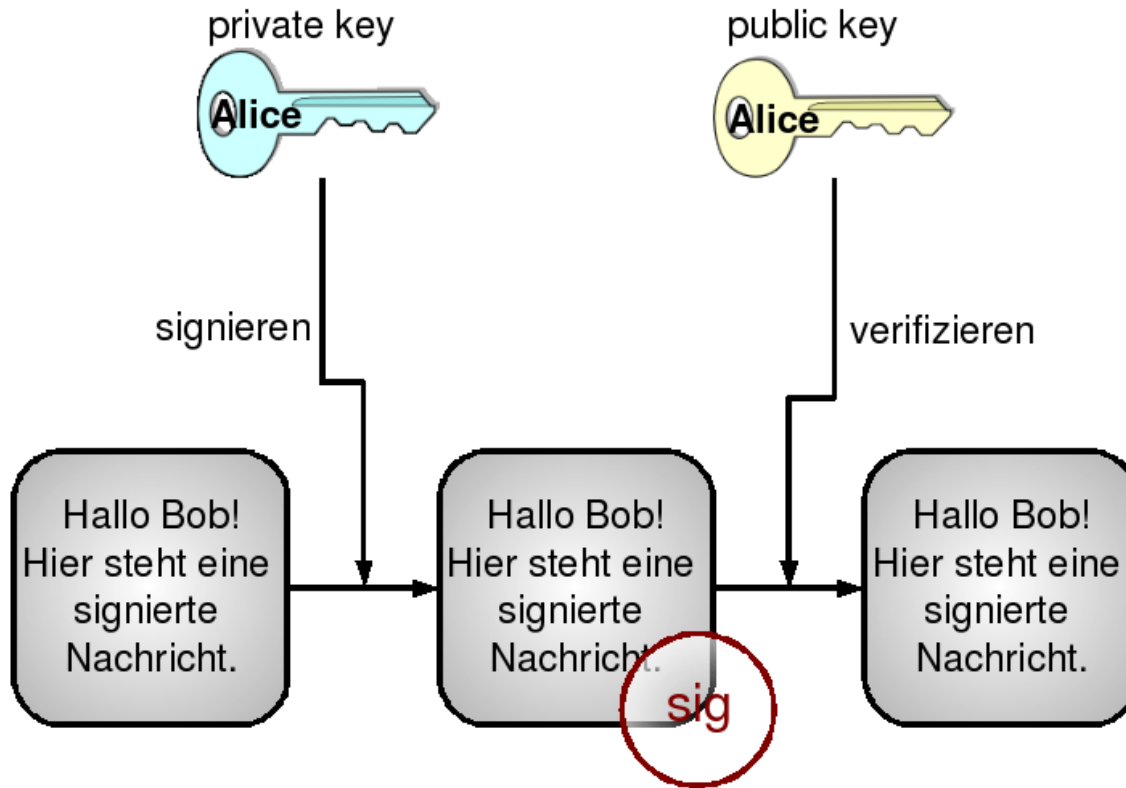 private key
public key
Alice
Alice
signieren
verifizieren
Hallo Bob!
Hier steht eine
signierte
Nachricht.
Hallo Bob!
Hier steht eine
signierte
Nachricht.
sig
Hallo Bob!
Hier steht eine
signierte
Nachricht.